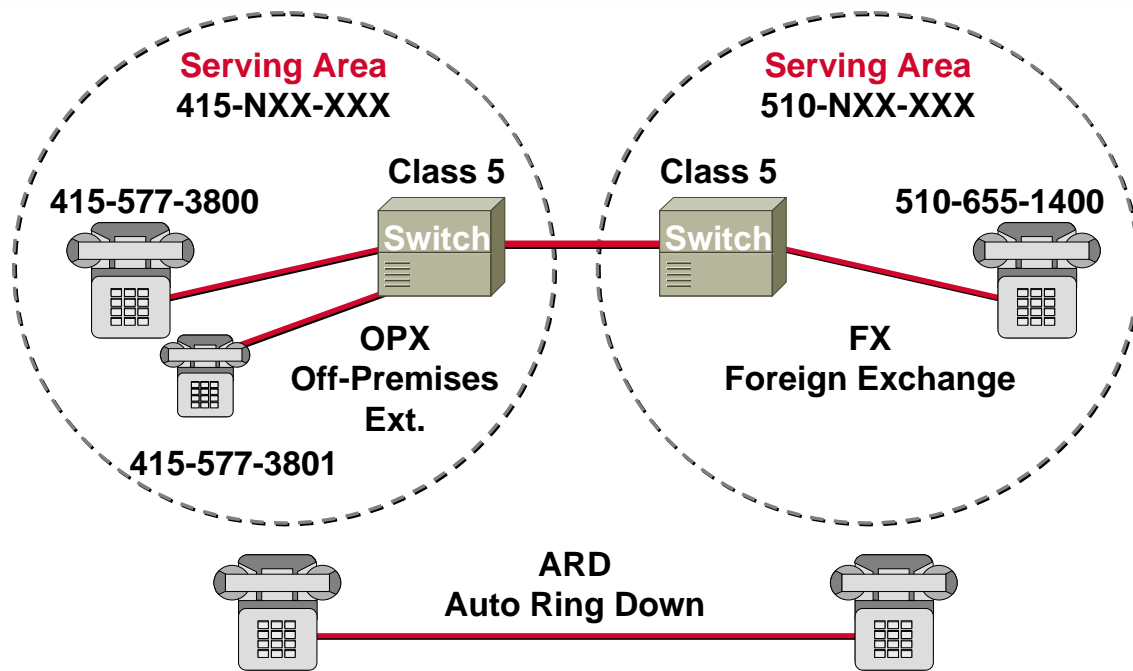 Serving Area
415-NXX-XXX
Serving Area
510-NXX-XXX
Class 5
Class 5
415-577-3800
510-655-1400
Switch
Switch
OPX
Off-Premises
Ext.
FX
Foreign Exchange
415-577-3801
ARD
Auto Ring Down